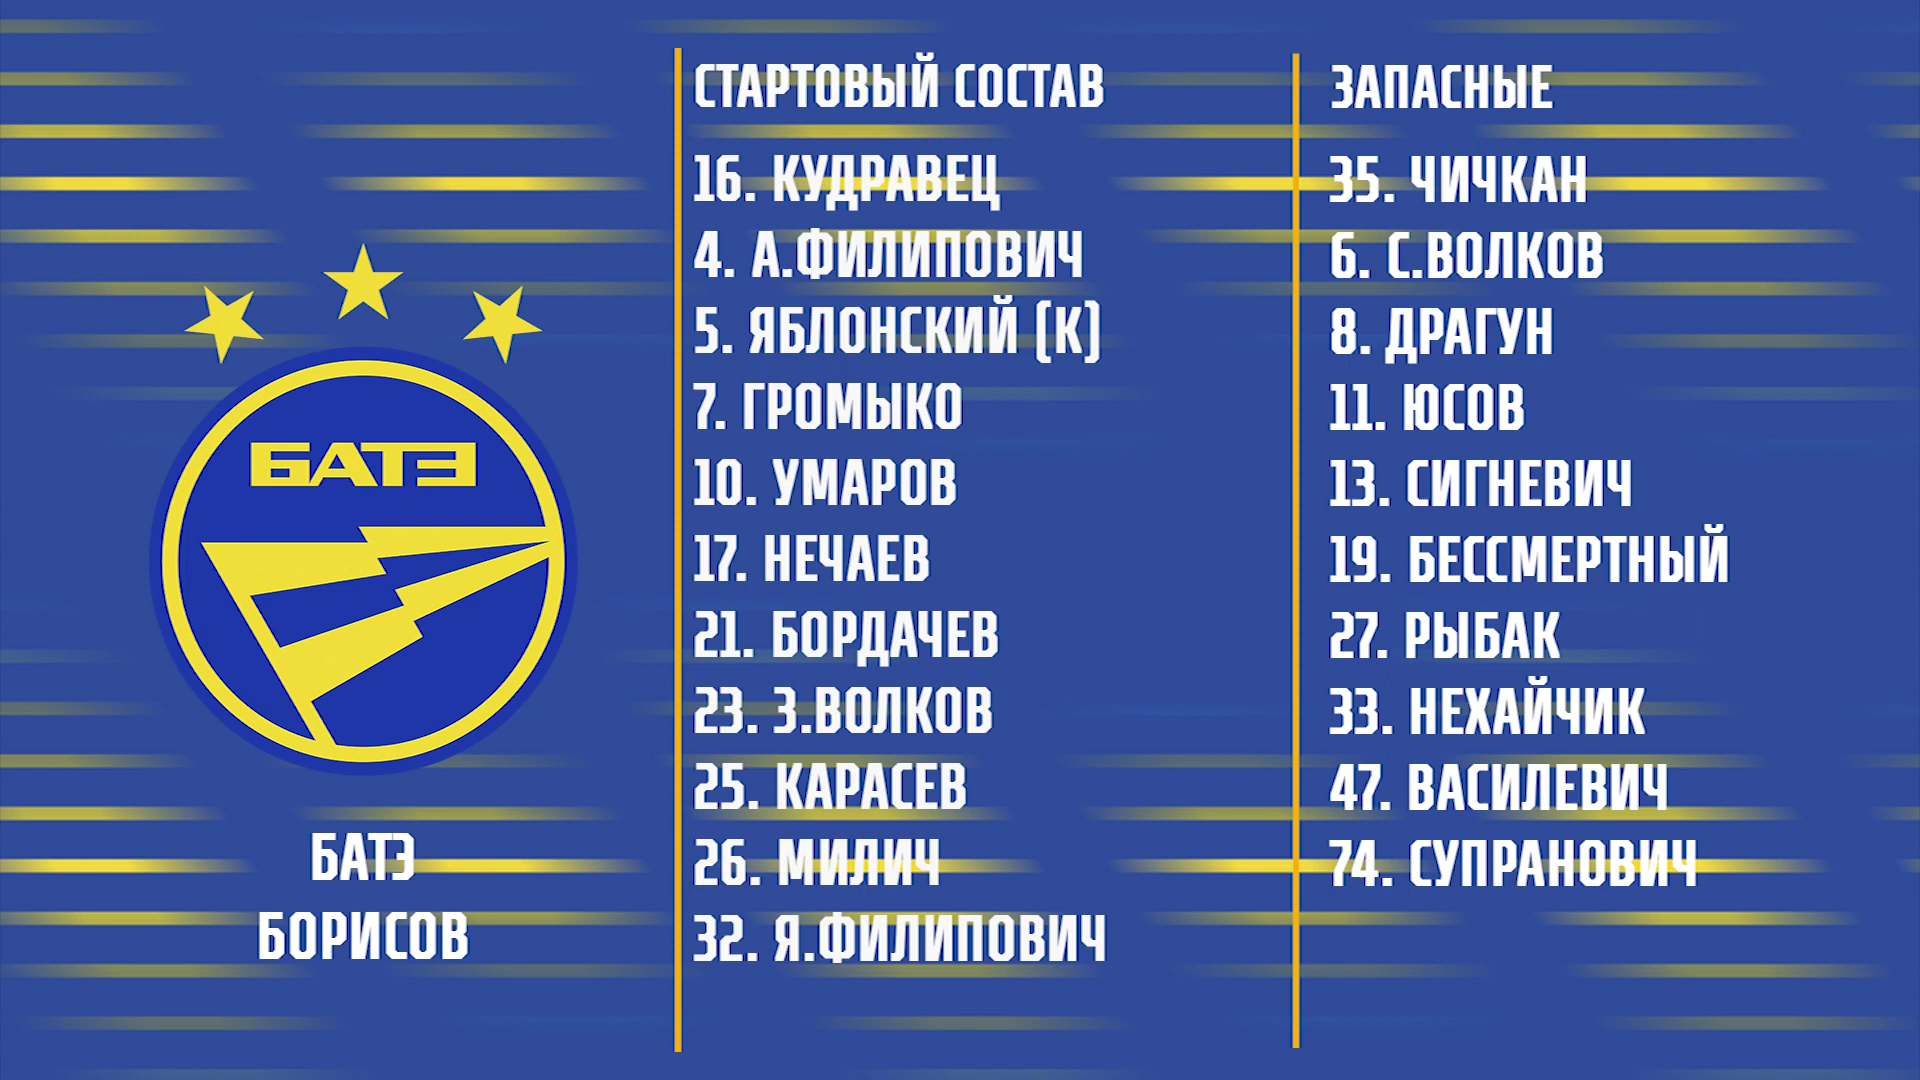 БАТЭ
БАТЭ
БОРИСОВ
СТАРТОВЫЙ СОСТАВ
16. КУДРАВЕЦ
4. А.ФИЛИПОВИЧ
5. ЯБЛОНСКИЙ (К)
7. ГРОМЫКО
10. УМАРОВ
17. НЕЧАЕВ
21. БОРДАЧЕВ
23. З.ВОЛКОВ
25. КАРАСЕВ
26. МИЛИЧ
32. Я.ФИЛИПОВИЧ
ЗАПАСНЫЕ
35. ЧИЧКАН
6. С.ВОЛКОВ
8. ДРАГУН
11. ЮСОВ
13. СИГНЕВИЧ
19. БЕССМЕРТНЫЙ
27. РЫБАК
33. НЕХАЙЧИК
47. ВАСИЛЕВИЧ
74. СУПРАНОВИЧ